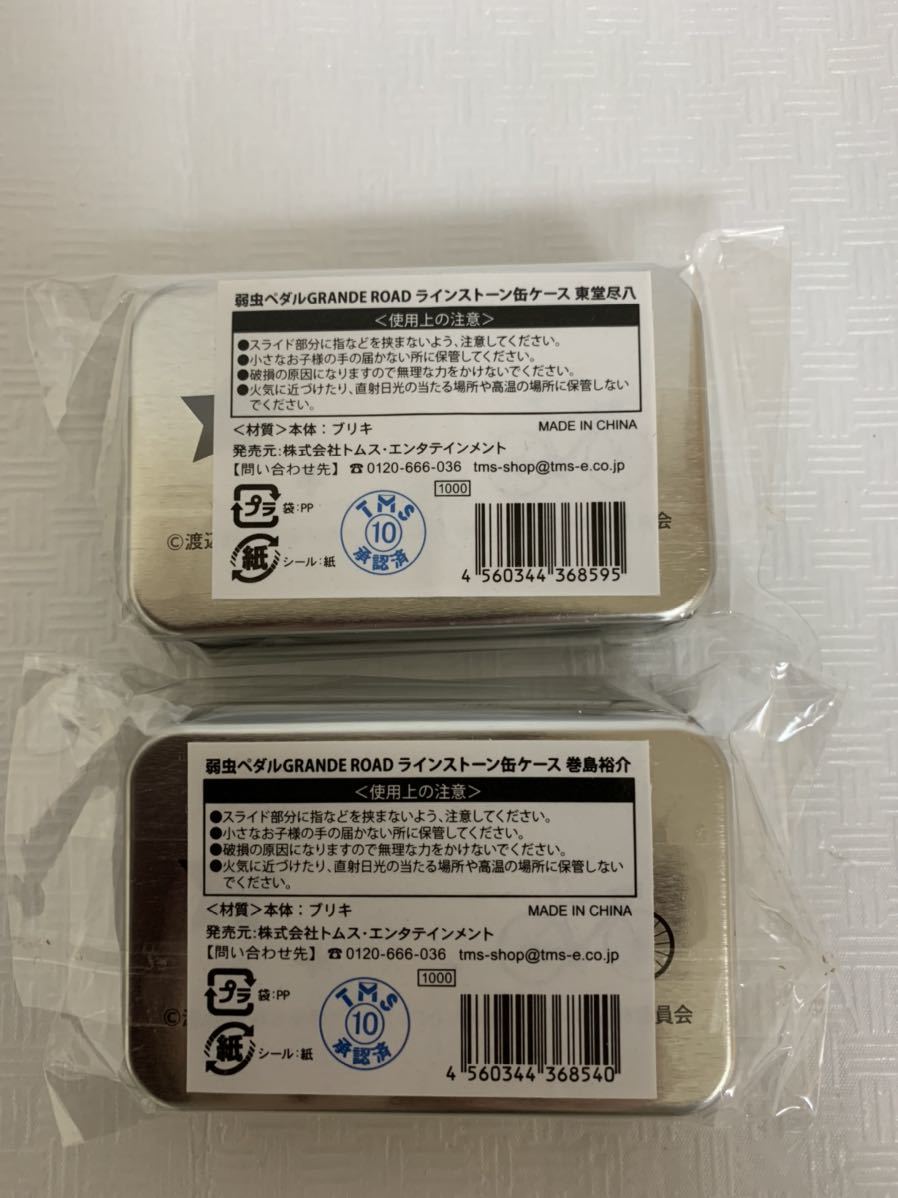 弱虫ペダルGRANDE ROAD ラインストーン缶ケース 東堂尽八
＜使用上の注意＞
●スライド部分に指などを挟まないよう、注意してください。
●小さなお子様の手の届かない所に保管してください。
●破損の原因になりますので無理な力をかけないでください。
●火気に近づけたり、直射日光の当たる場所や高温の場所に保管しない
でください。
＜材質＞本体：ブリキ MADE IN CHINA
発売元：株式会社トムス・エンタテインメント
【問い合わせ先】☎0120-666-036 tms-shop@tms-e.co.jp
1000
プラ 袋：PP
TMS
10
承認済
紙 シール：紙
©渡辺
会
4 560344 368595
弱虫ペダルGRANDE ROAD ラインストーン缶ケース 巻島裕介
＜使用上の注意＞
●スライド部分に指などを挟まないよう、注意してください。
●小さなお子様の手の届かない所に保管してください。
●破損の原因になりますので無理な力をかけないでください。
●火気に近づけたり、直射日光の当たる場所や高温の場所に保管しない
でください。
＜材質＞本体：ブリキ MADE IN CHINA
発売元：株式会社トムス・エンタテインメント
【問い合わせ先】☎0120-666-036 tms-shop@tms-e.co.jp
1000
プラ 袋：PP
TMS
10
承認済
紙 シール：紙
©
員会
4 560344 368540